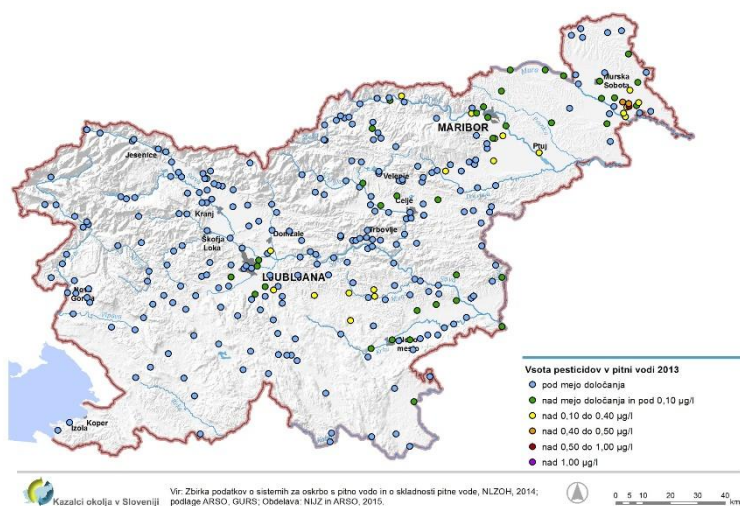 Mura
Murska
Sobota
MARIBOR
Ptuj
Jesenice
Velenje
Celje
Kranj
Škofja
Loka
Domžale
Trbovlje
LJUBLJANA
Nova
Gorica
Vipava
Krka
Novo
mesto
Koper
Izola
Vsota pesticidov v pitni vodi 2013
pod mejo določanja
nad mejo določanja in pod 0,10 µg/l
nad 0,10 do 0,40 µg/l
nad 0,40 do 0,50 µg/l
nad 0,50 do 1,00 µg/l
nad 1,00 µg/l
Kazalci okolja v Sloveniji
Vir: Zbirka podatkov o sistemih za oskrbo s pitno vodo in o skladnosti pitne vode, NLZOH, 2014;
podlage ARSO, GURS; Obdelava: NIJZ in ARSO, 2015.
0 5 10 20 30 40
km